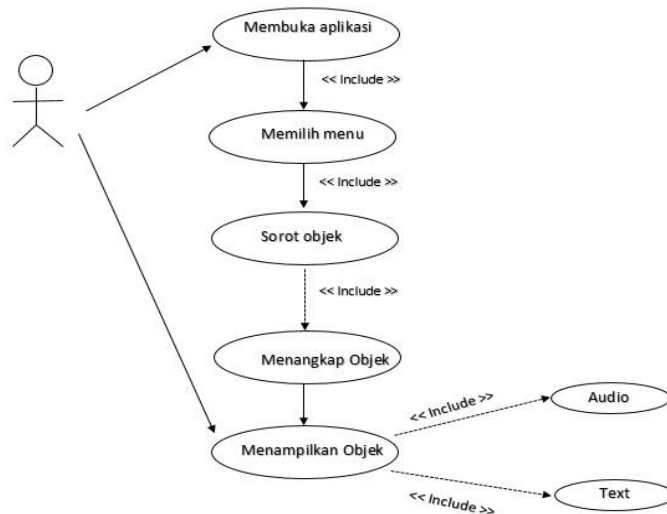 Membuka aplikasi
<< Include >>
Memilih menu
<< Include >>
Sorot objek
<< Include >>
Menangkap Objek
<< Include >>
Audio
Menampilkan Objek
<< Include >>
Text